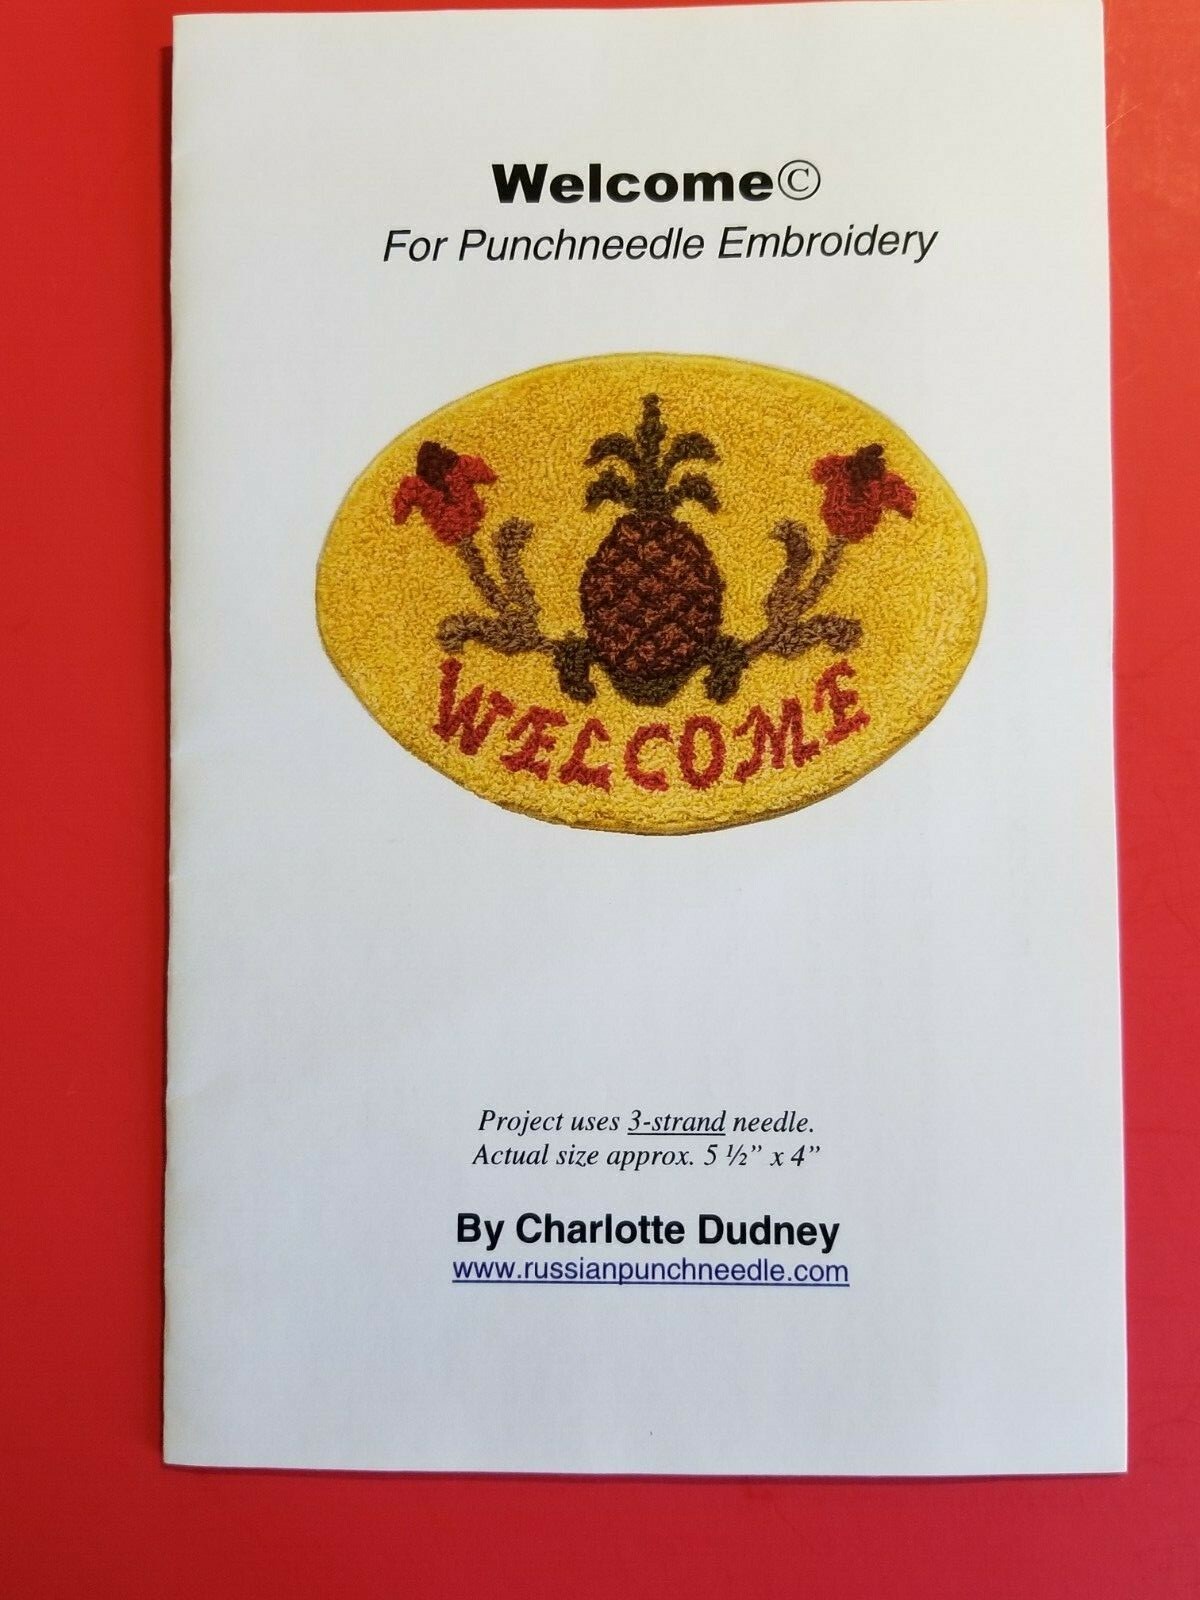 Welcome©
For Punchneedle Embroidery
WELCOME
Project uses 3-strand needle.
Actual size approx. 5 ½” x 4”
By Charlotte Dudney
www.russianpunchneedle.com